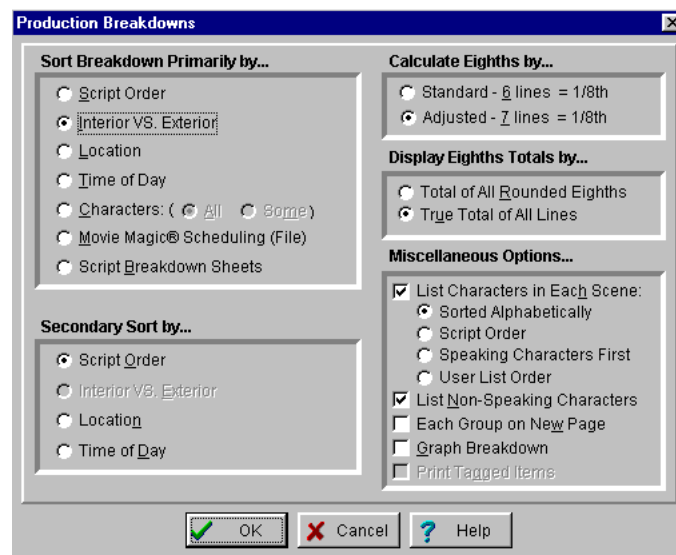 Production Breakdowns
Sort Breakdown Primarily by...
Script Order
Interior VS. Exterior
Location
Time of Day
Characters: ( All Some )
Movie Magic® Scheduling (File)
Script Breakdown Sheets
Secondary Sort by...
Script Order
Interior VS. Exterior
Location
Time of Day
Calculate Eighths by...
Standard - 6 lines = 1/8th
Adjusted - 7 lines = 1/8th
Display Eighths Totals by...
Total of All Rounded Eighths
True Total of All Lines
Miscellaneous Options...
List Characters in Each Scene:
Sorted Alphabetically
Script Order
Speaking Characters First
User List Order
List Non-Speaking Characters
Each Group on New Page
Graph Breakdown
Print Tagged Items
OK Cancel Help